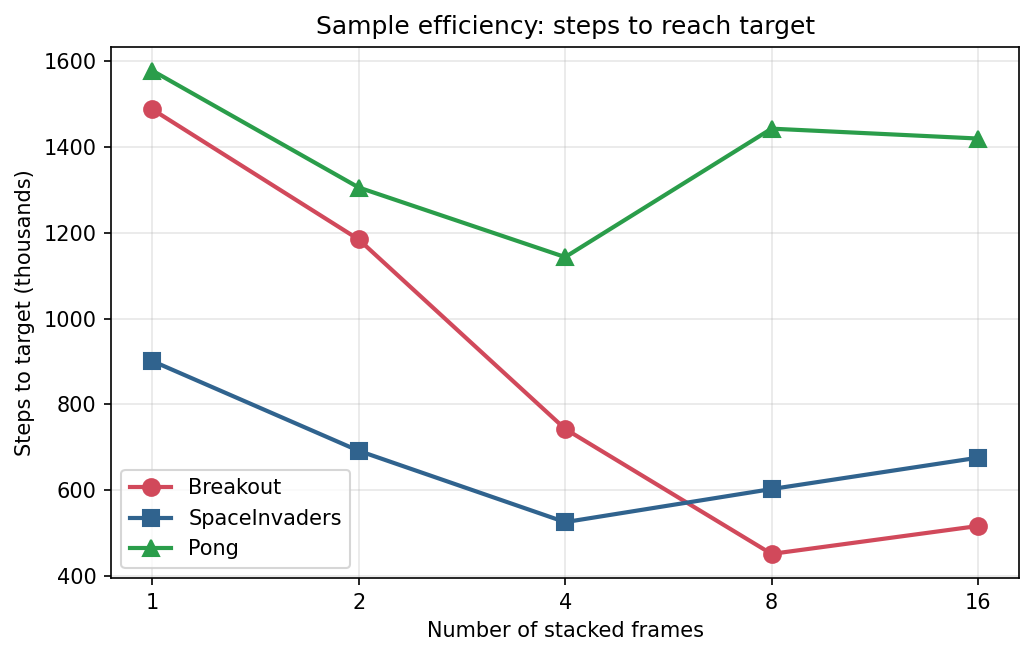 Sample efficiency: steps to reach target
Steps to target (thousands)
1600
1400
1200
1000
800
600
400
Breakout
SpaceInvaders
Pong
1 2 4 8 16
Number of stacked frames